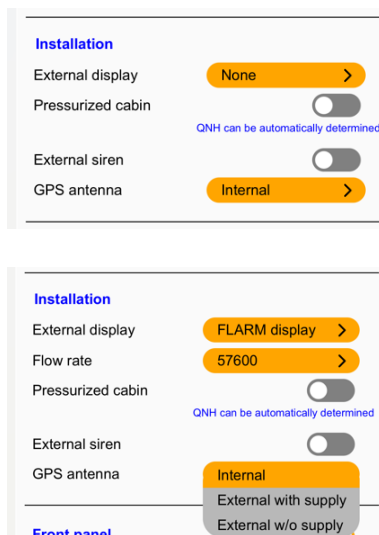 Installation
External display None
Pressurized cabin
QNH can be automatically determined
External siren
GPS antenna Internal
Installation
External display FLARM display
Flow rate 57600
Pressurized cabin
QNH can be automatically determined
External siren
GPS antenna Internal
External with supply
External w/o supply
Front panel